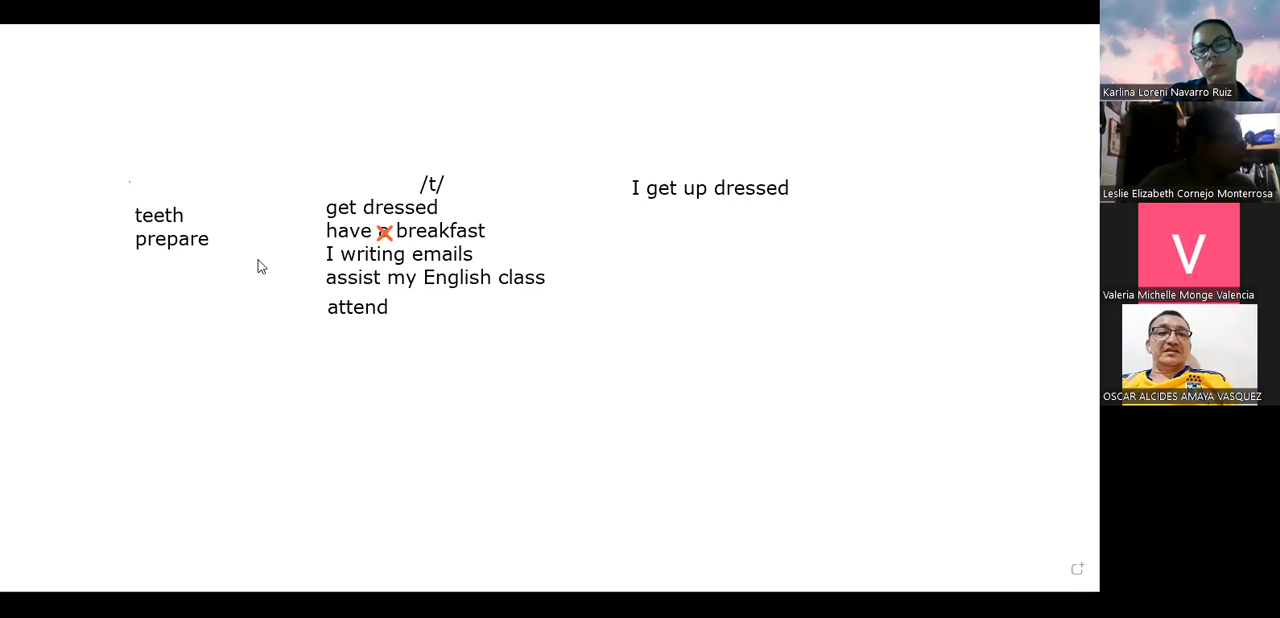 teeth
prepare
/t/
get dressed
have a breakfast
I writing emails
assist my English class
attend
I get up dressed
Karlina Loreni Navarro Ruiz
Leslie Elizabeth Cornejo Monterrosa
V
Valeria Michelle Monge Valencia
OSCAR ALCIDES AMAYA VASQUEZ